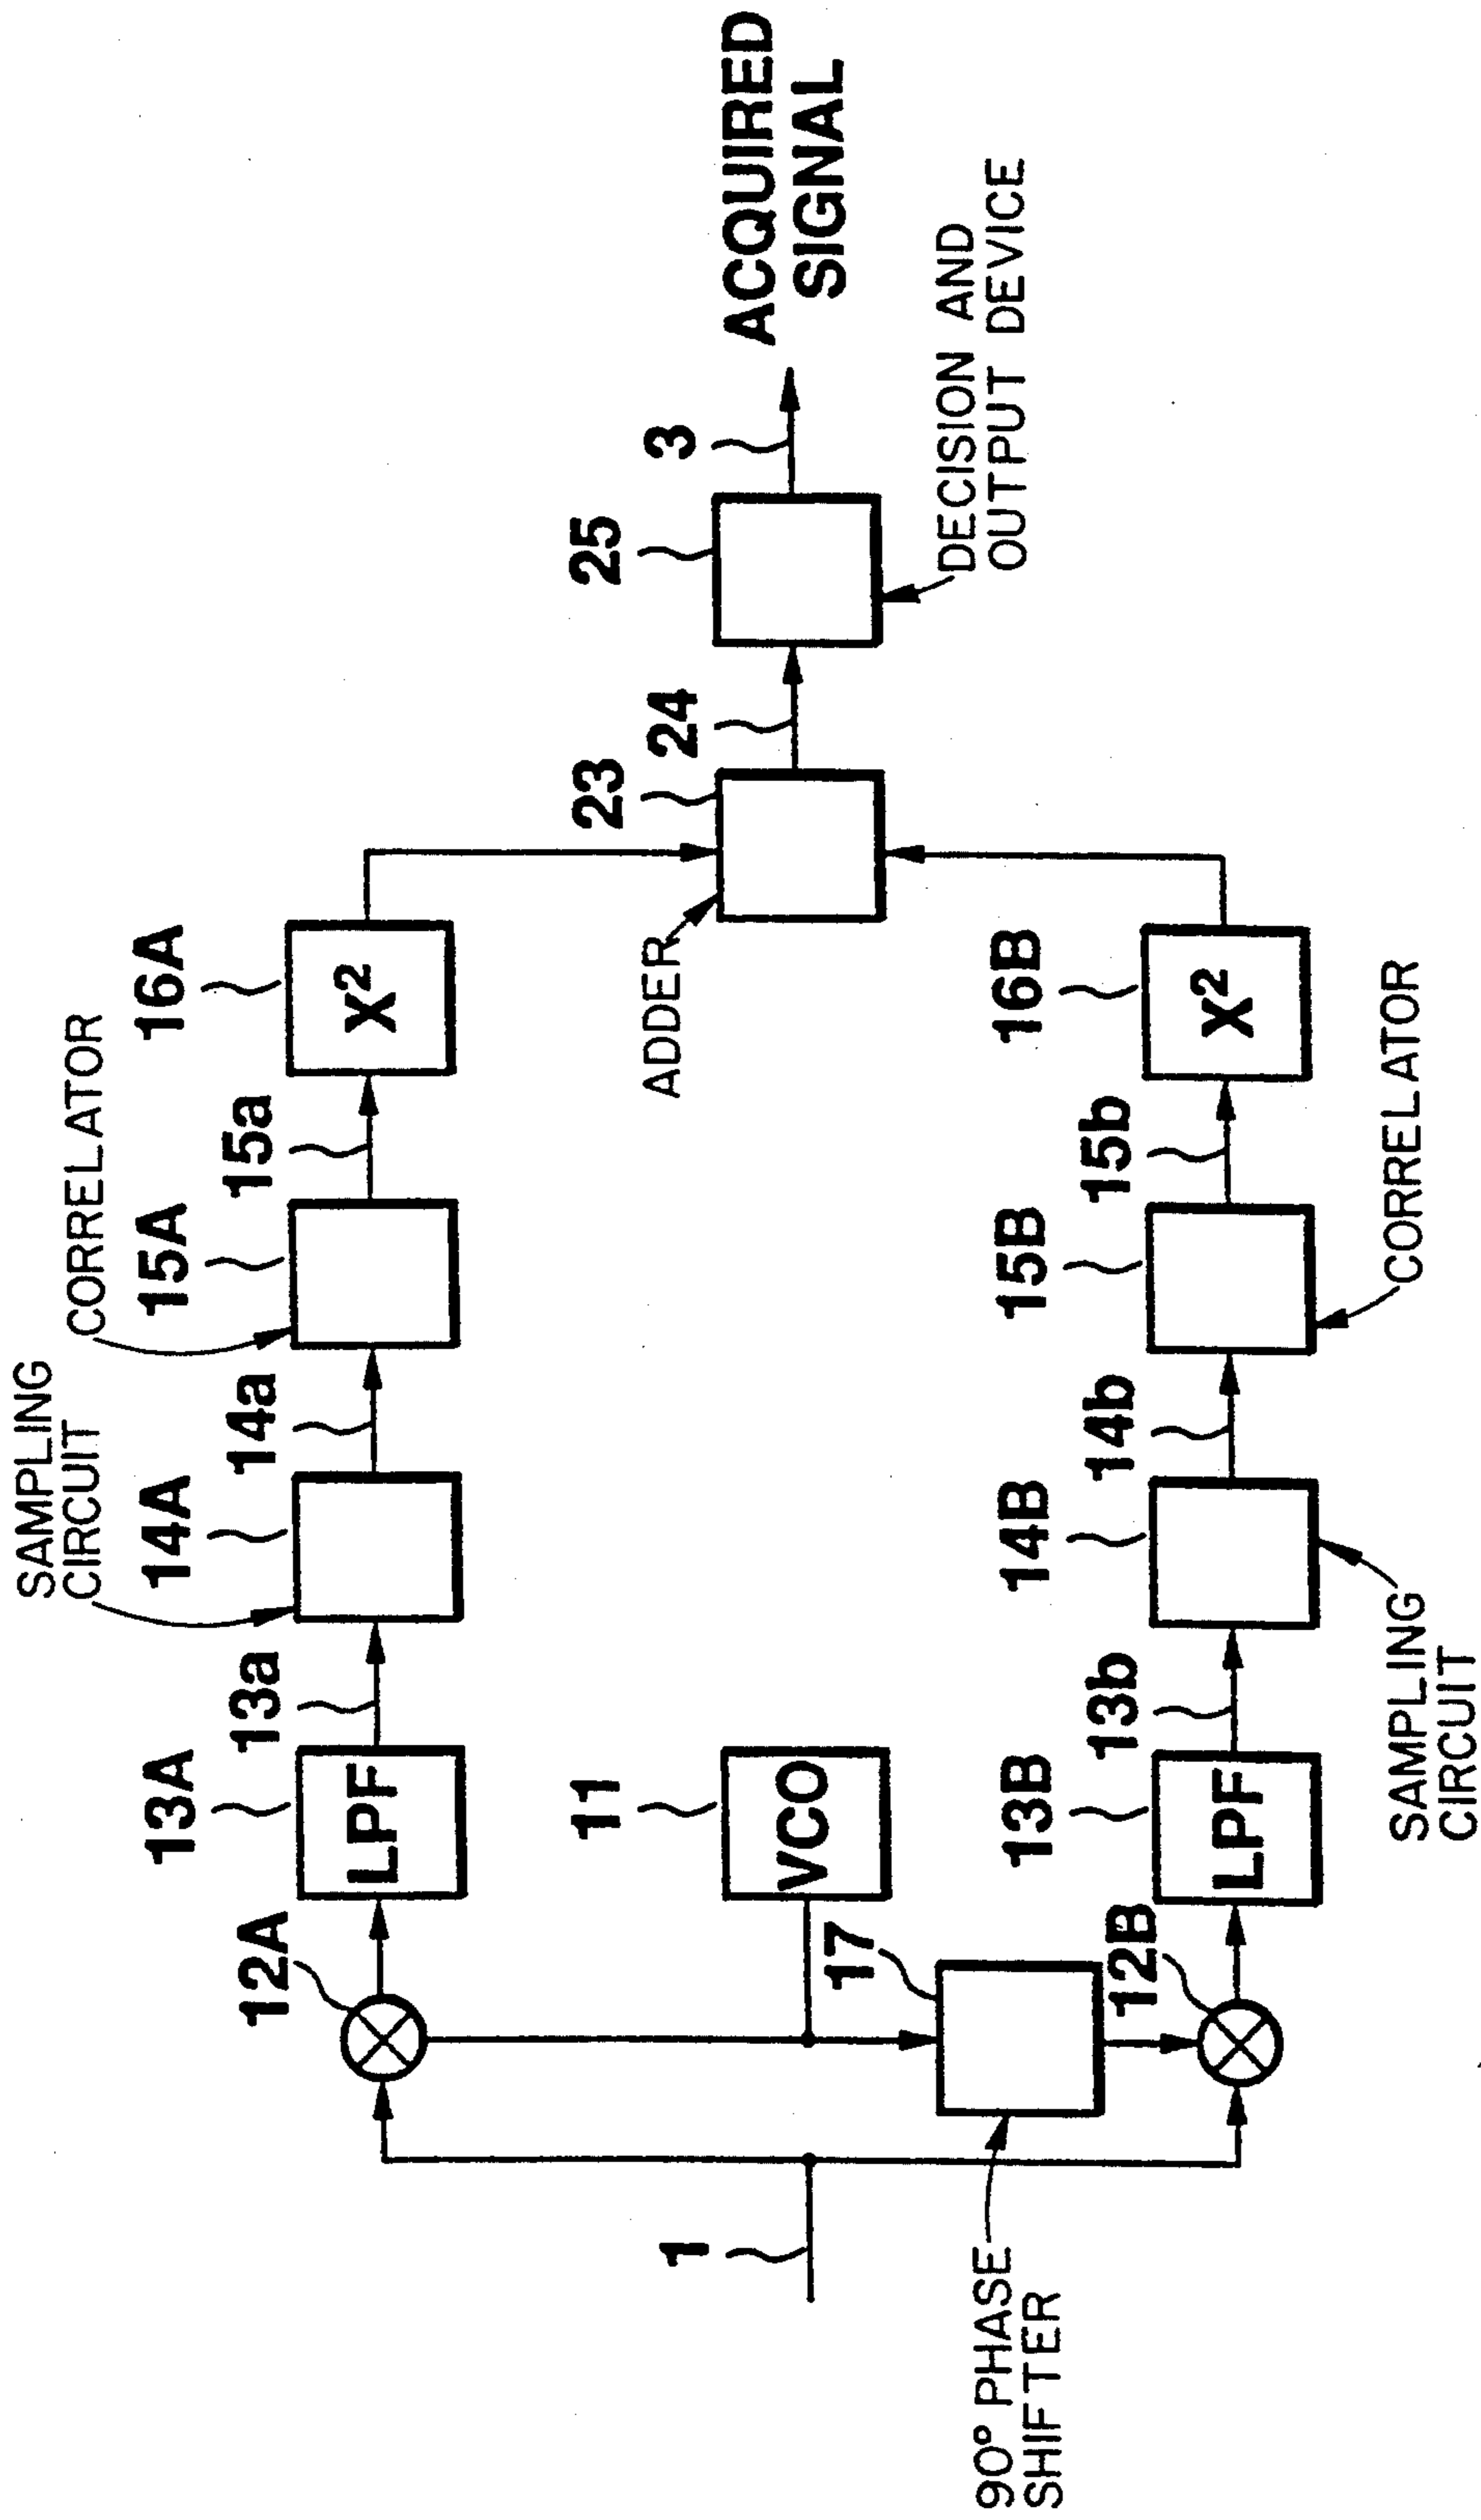 SAMPLING
CIRCUIT
CORRELATOR
12A
13A
13a
14A
14a
15A
15a
16A
LPF
X²
11
VCO
23
24
25
3
ADDER
ACQUIRED
SIGNAL
1
17
DECISION AND
OUTPUT DEVICE
90° PHASE
SHIFTER
12B
13B
13b
14B
14b
15B
15b
16B
LPF
X²
SAMPLING
CIRCUIT
CORRELATOR